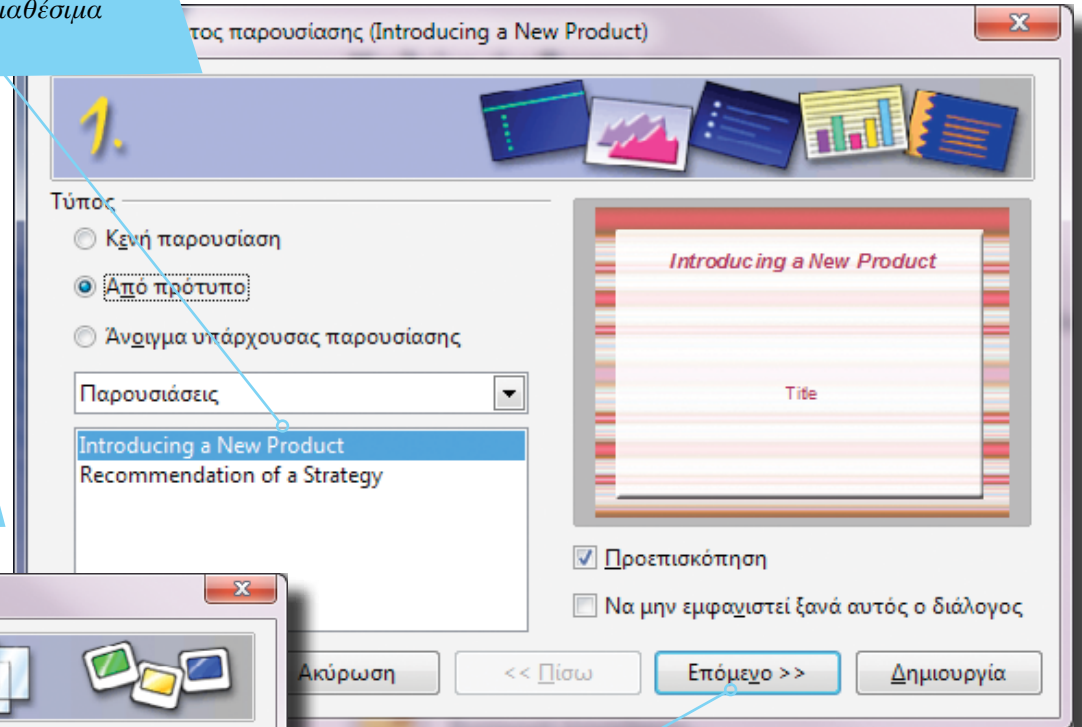 διαθέσιμα
τος παρουσίασης (Introducing a New Product)
1.
Τύπος
Κενή παρουσίαση
Από πρότυπο
Άνοιγμα υπάρχουσας παρουσίασης
Παρουσιάσεις
Introducing a New Product
Recommendation of a Strategy
Introducing a New Product
Title
Προεπισκόπηση
Να μην εμφανιστεί ξανά αυτός ο διάλογος
Ακύρωση
<< Πίσω
Επόμενο >>
Δημιουργία